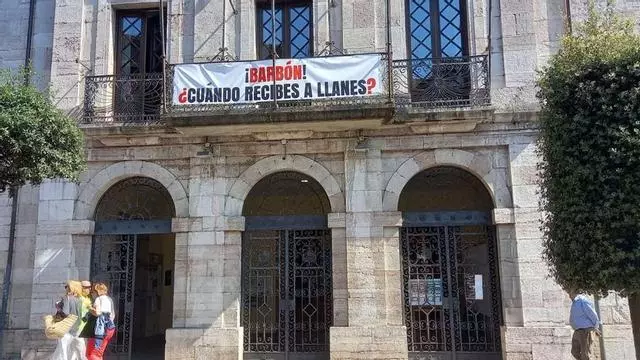 ¡BARBÓN!
¿CUANDO RECIBES A LLANES?